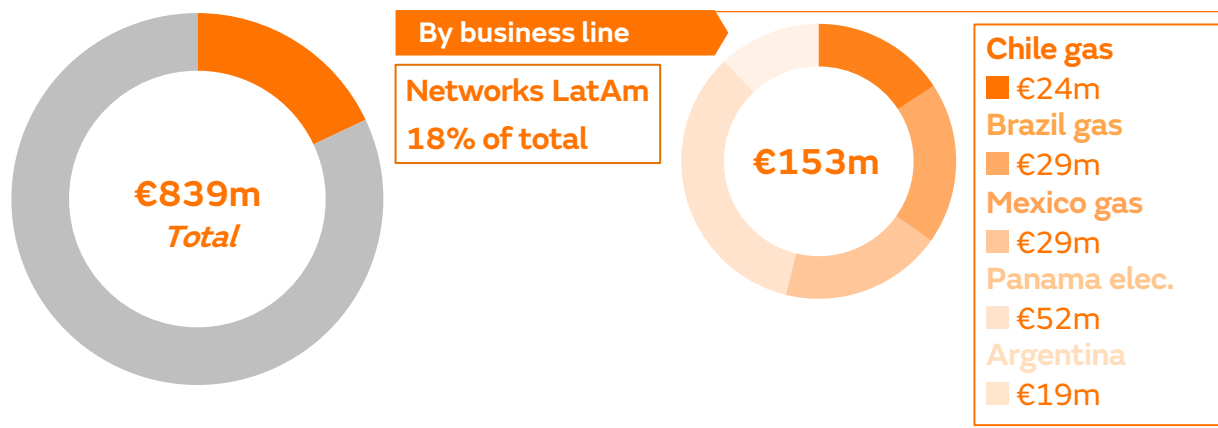 By business line
Networks LatAm
18% of total
€839m
Total
€153m
Chile gas
€24m
Brazil gas
€29m
Mexico gas
€29m
Panama elec.
€52m
Argentina
€19m